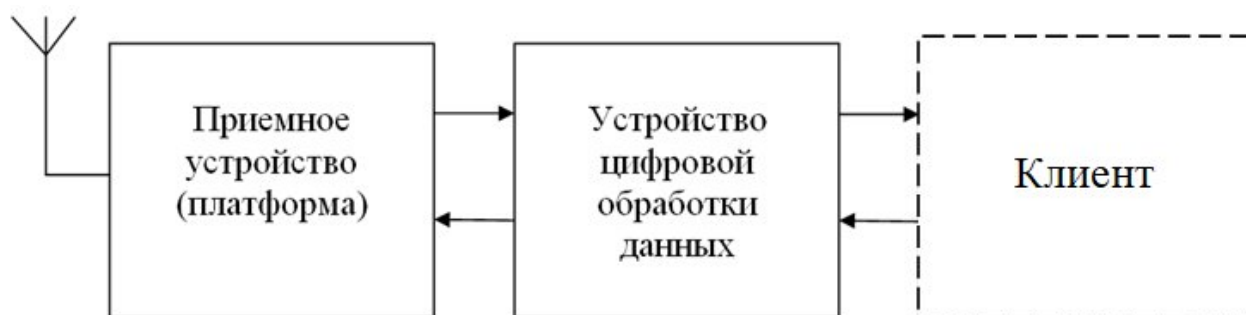 Приемное
устройство
(платформа)
Устройство
цифровой
обработки
данных
Клиент